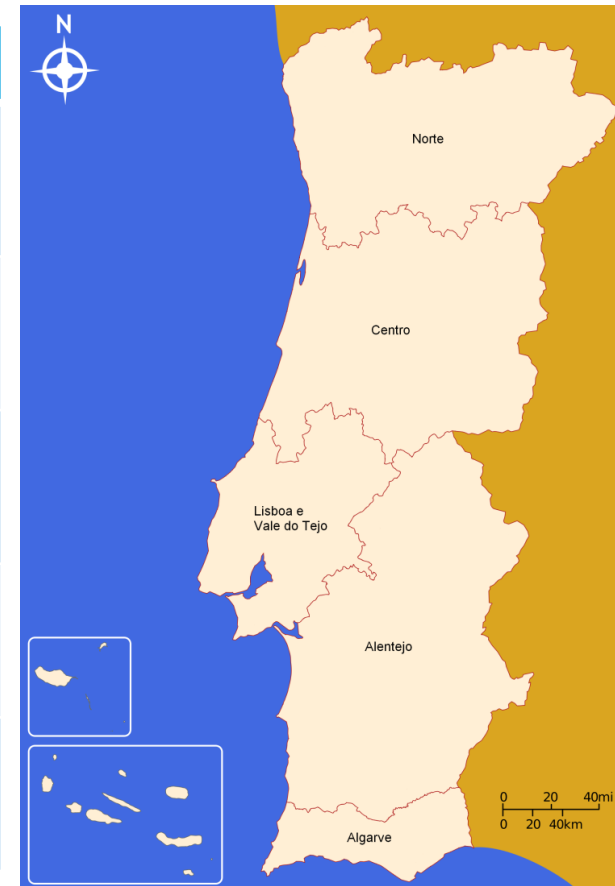 N
Norte
Centro
Lisboa e
Vale do Tejo
Alentejo
0 20 40mi
0 20 40km
Algarve